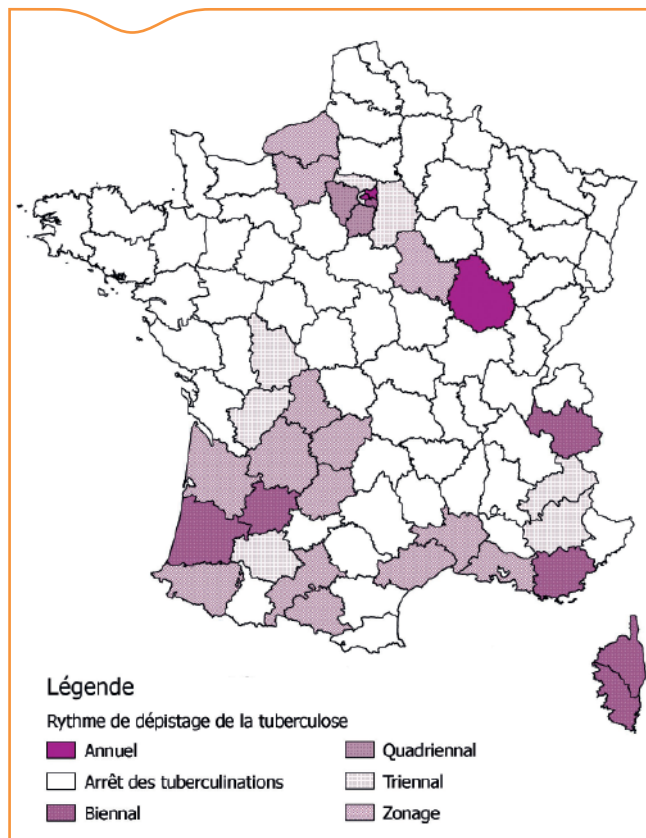 Légende
Rythme de dépistage de la tuberculose
Annuel
Arrêt des tuberculinations
Biennal
Quadriennal
Triennal
Zonage